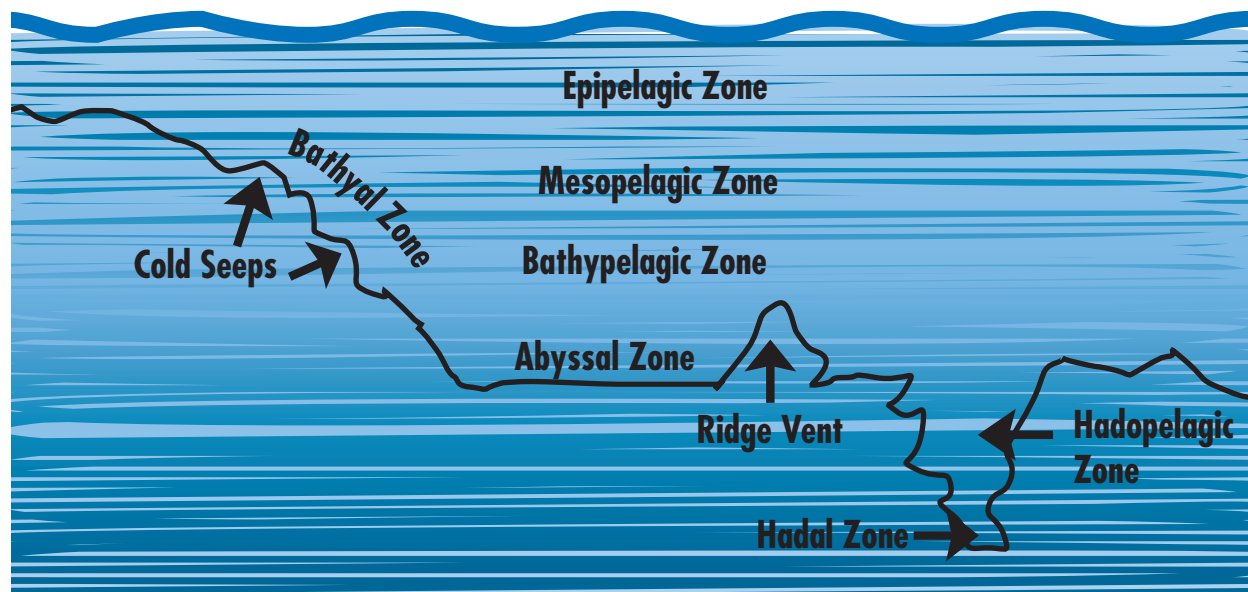 Epipelagic Zone
Bathyal Zone
Mesopelagic Zone
Cold Seeps
Bathypelagic Zone
Abyssal Zone
Ridge Vent
Hadopelagic
Zone
Hadal Zone